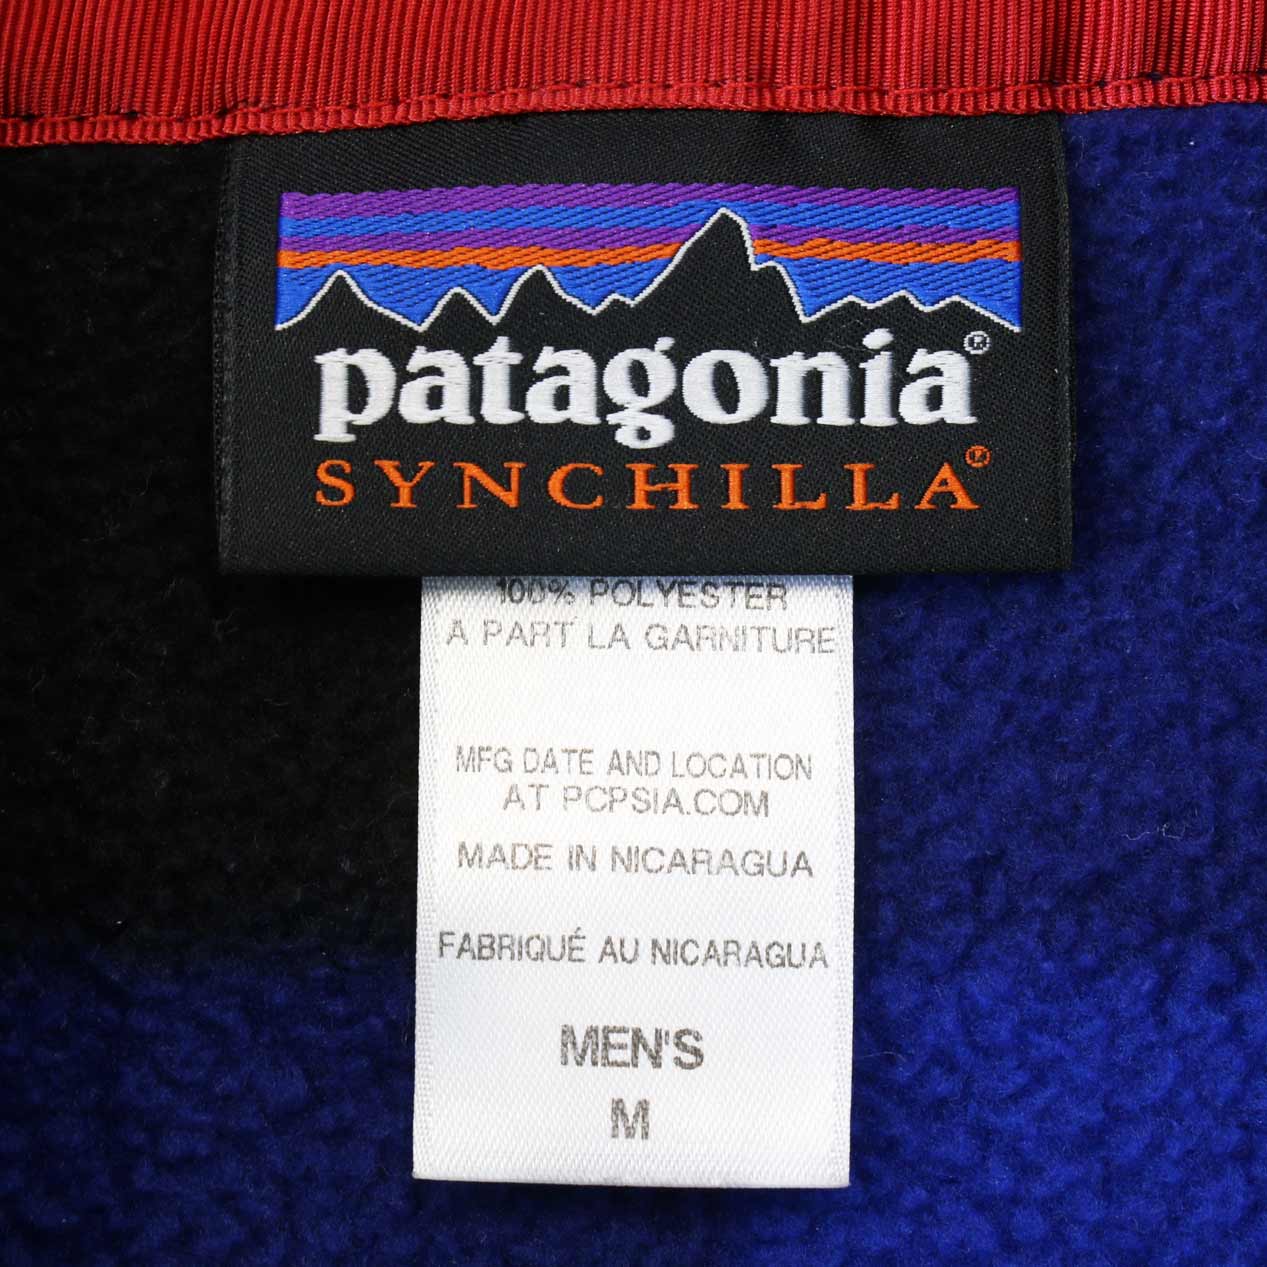 patagonia®
SYNCHILLA®
100% POLYESTER
A PART LA GARNITURE
MFG DATE AND LOCATION
AT PCPSIA.COM
MADE IN NICARAGUA
FABRIQUÉ AU NICARAGUA
MEN'S
M